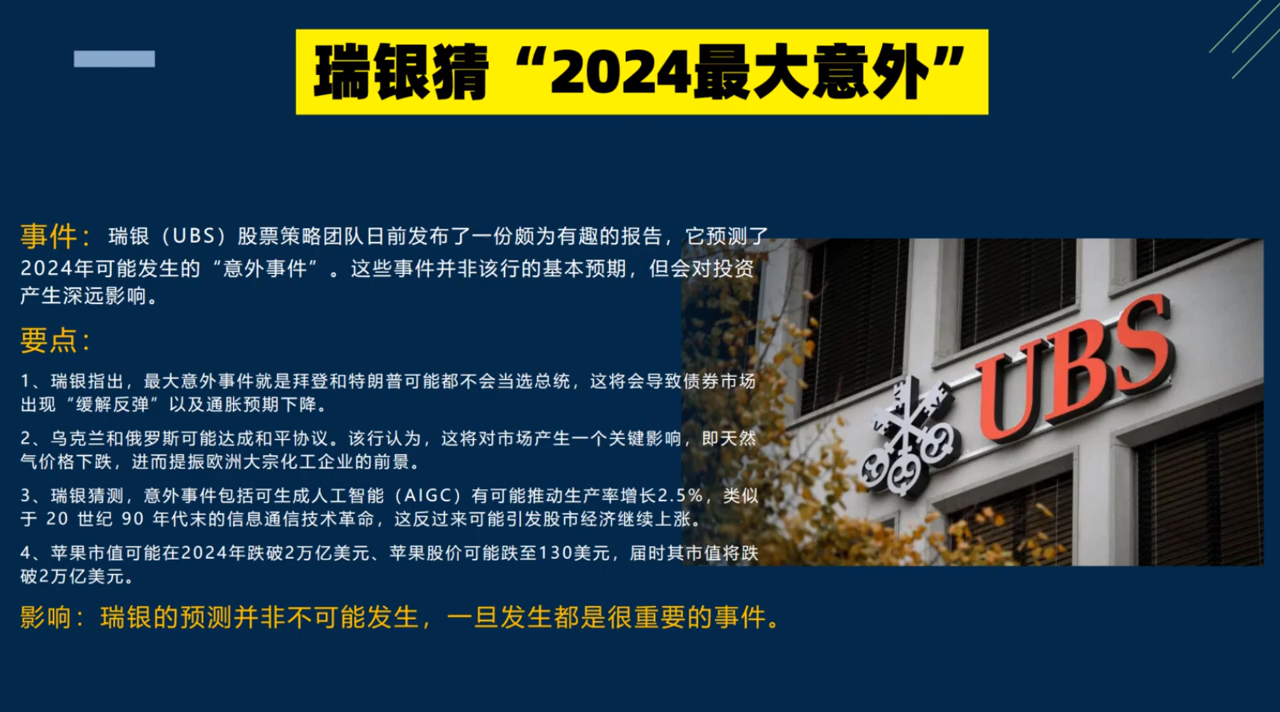 瑞银猜“2024最大意外”
事件：瑞银（UBS）股票策略团队日前发布了一份颇为有趣的报告，它预测了
2024年可能发生的“意外事件”。这些事件并非该行的基本预期，但会对投资
产生深远影响。
要点：
1、瑞银指出，最大意外事件就是拜登和特朗普可能都不会当选总统，这将会导致债券市场
出现“缓解反弹”以及通胀预期下降。
2、乌克兰和俄罗斯可能达成和平协议。该行认为，这将对市场产生一个关键影响，即天然
气价格下跌，进而提振欧洲大宗化工企业的前景。
3、瑞银猜测，意外事件包括可生成人工智能（AIGC）有可能推动生产率增长2.5%，类似
于 20 世纪 90 年代末的信息通信技术革命，这反过来可能引发股市经济继续上涨。
4、苹果市值可能在2024年跌破2万亿美元、苹果股价可能跌至130美元，届时其市值将跌
破2万亿美元。
影响：瑞银的预测并非不可能发生，一旦发生都是很重要的事件。
UBS